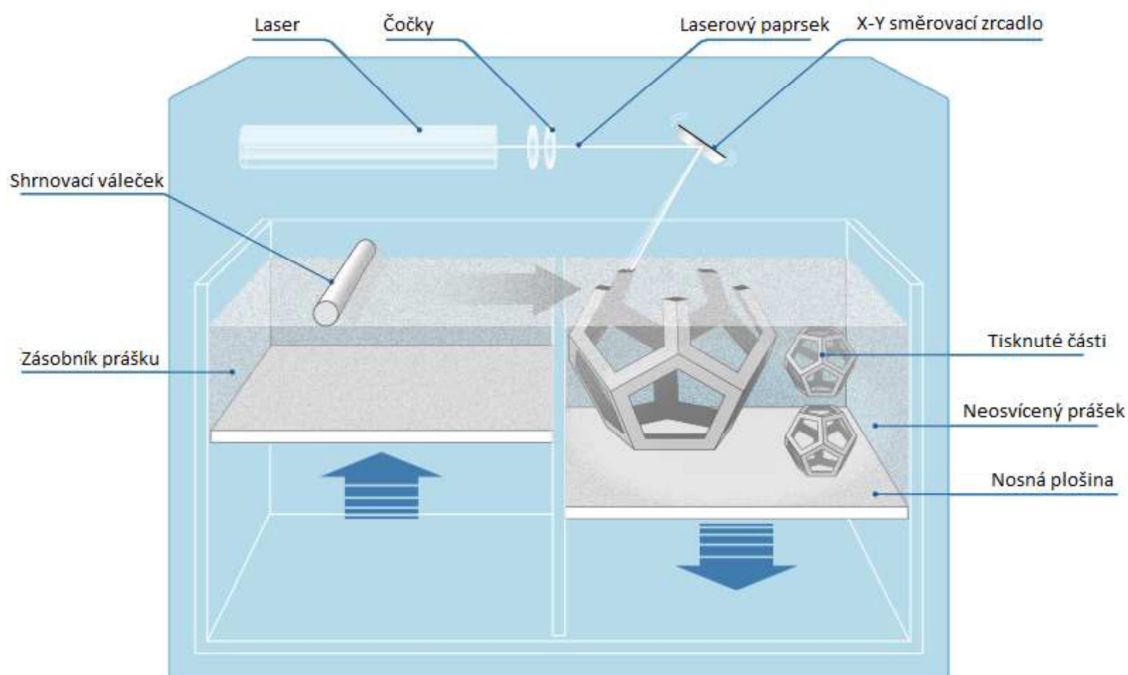 Laser
Čočky
Laserový paprsek
X-Y směrovací zrcadlo
Shrnovací váleček
Zásobník prášku
Tisknuté části
Neosvícený prášek
Nosná plošina